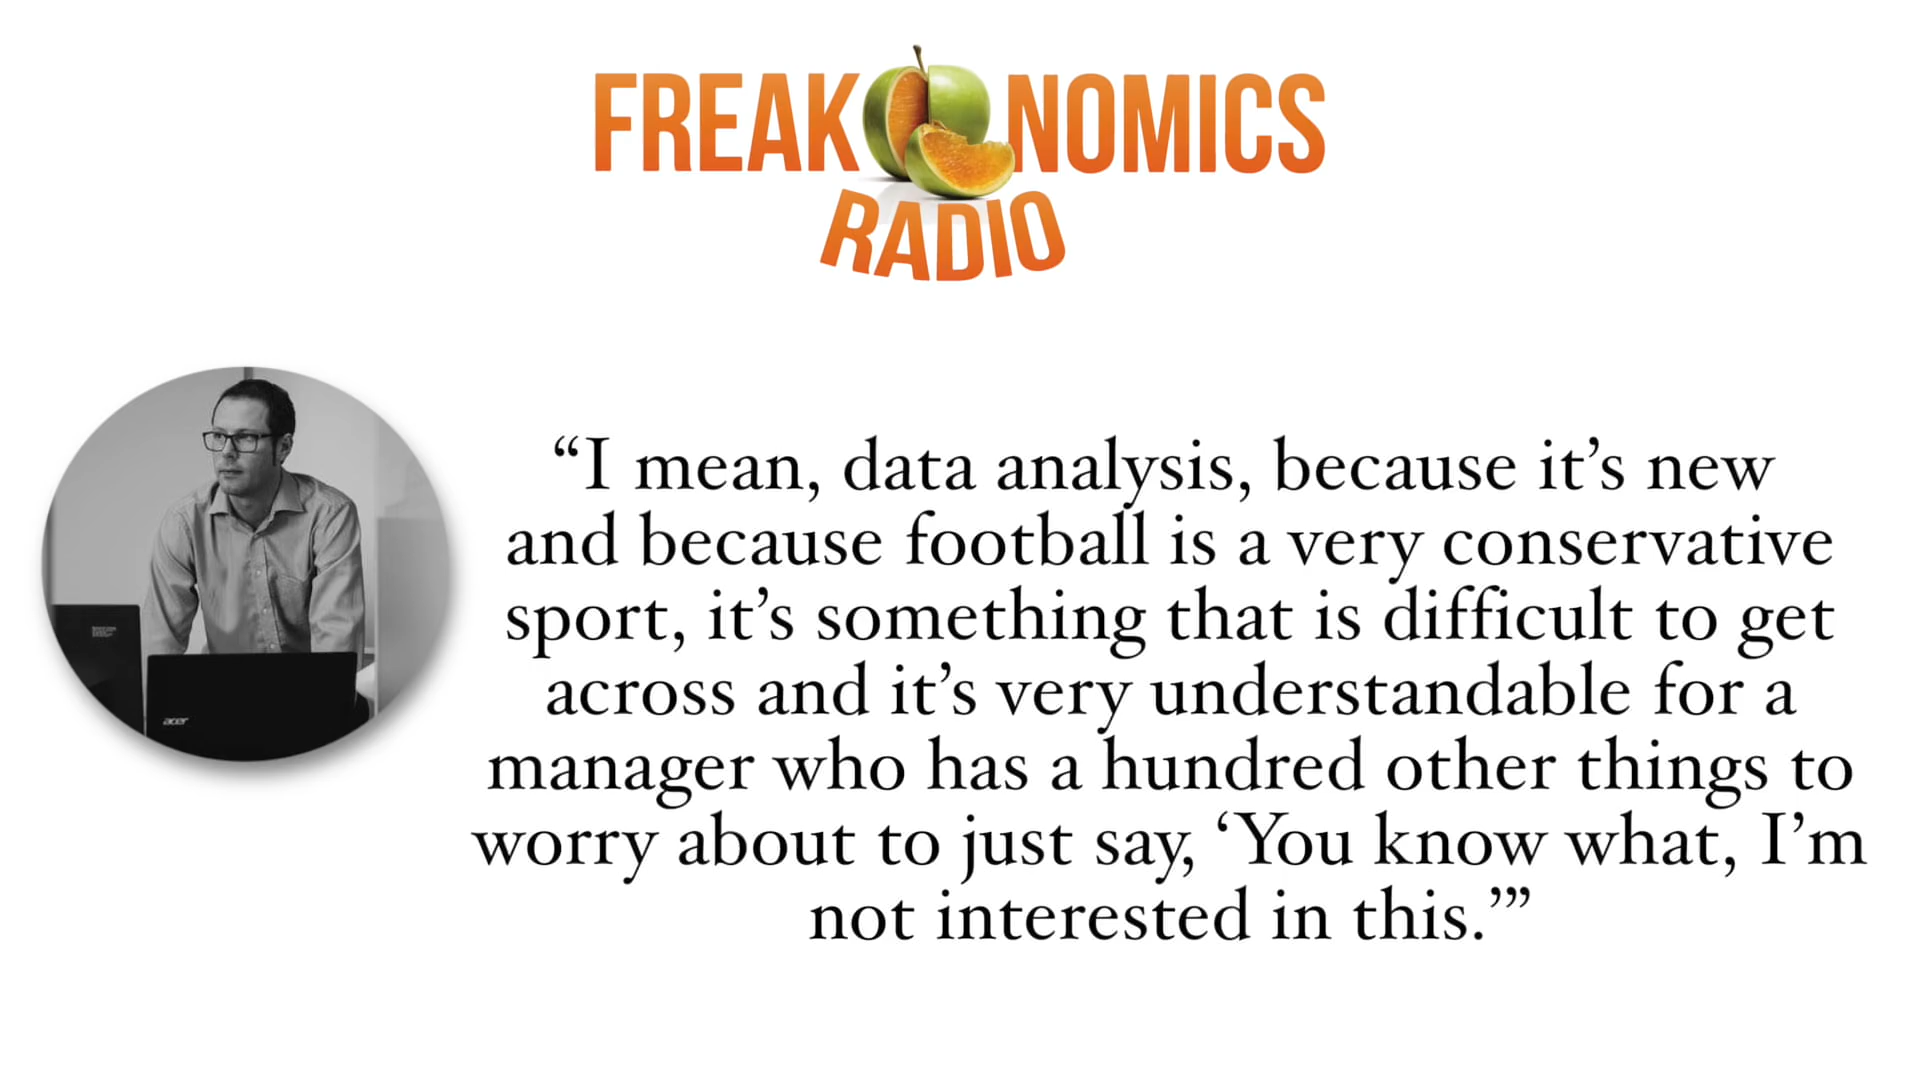 FREAKONOMICS
RADIO
“I mean, data analysis, because it’s new
and because football is a very conservative
sport, it’s something that is difficult to get
across and it’s very understandable for a
manager who has a hundred other things to
worry about to just say, ‘You know what, I’m
not interested in this.’”
acer